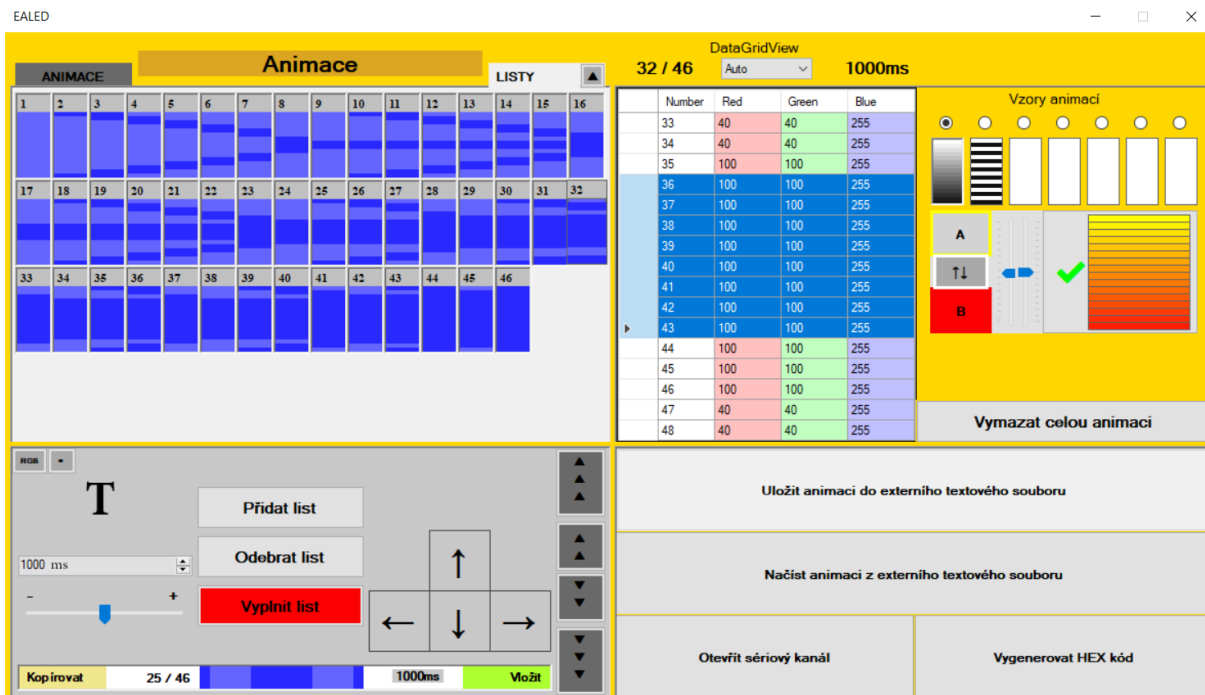 EALED
ANIMACE
Animace
LISTY
▲
1 2 3 4 5 6 7 8 9 10 11 12 13 14 15 16
17 18 19 20 21 22 23 24 25 26 27 28 29 30 31 32
33 34 35 36 37 38 39 40 41 42 43 44 45 46
DataGridView
32 / 46
Auto
1000ms
Number Red Green Blue
33 40 40 255
34 40 40 255
35 100 100 255
36 100 100 255
37 100 100 255
38 100 100 255
39 100 100 255
40 100 100 255
41 100 100 255
42 100 100 255
43 100 100 255
44 100 100 255
45 100 100 255
46 100 100 255
47 40 40 255
48 40 40 255
Vzory animací
A
↑↓
B
Vymazat celou animaci
RGB
T
1000 ms
- +
Přidat list
Odebrat list
Vyplnit list
↑
← ↓ →
Kopírovat 25 / 46 1000ms Vložit
Uložit animaci do externího textového souboru
Načíst animaci z externího textového souboru
Otevřít sériový kanál
Vygenerovat HEX kód